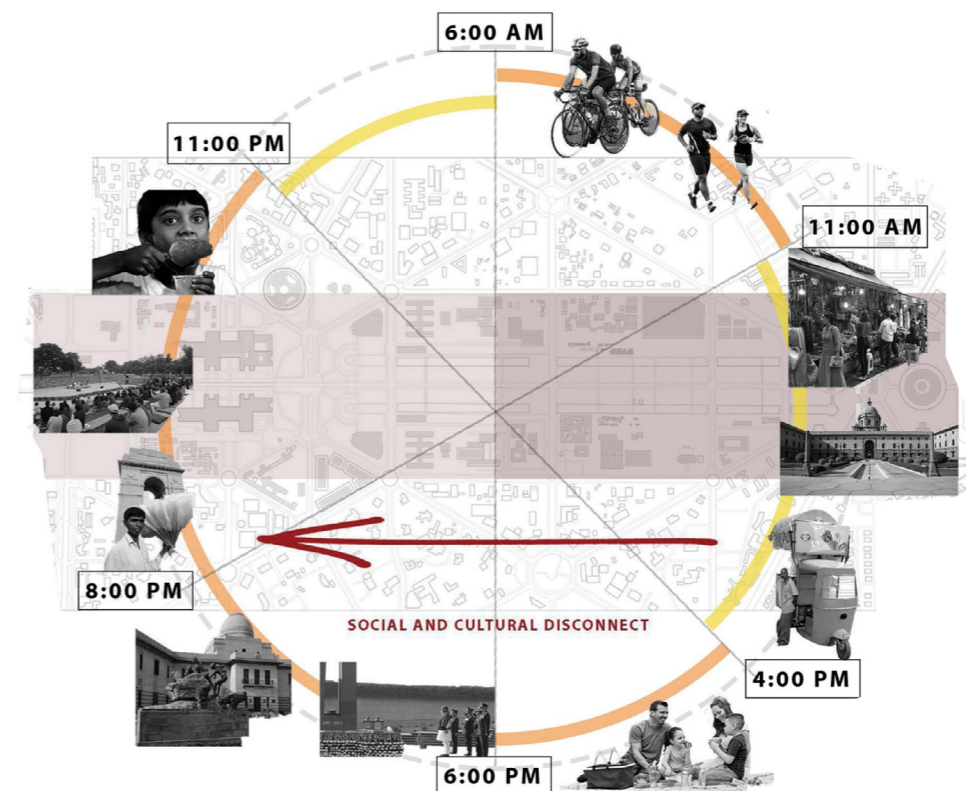 6:00 AM
11:00 PM
11:00 AM
8:00 PM
SOCIAL AND CULTURAL DISCONNECT
4:00 PM
6:00 PM